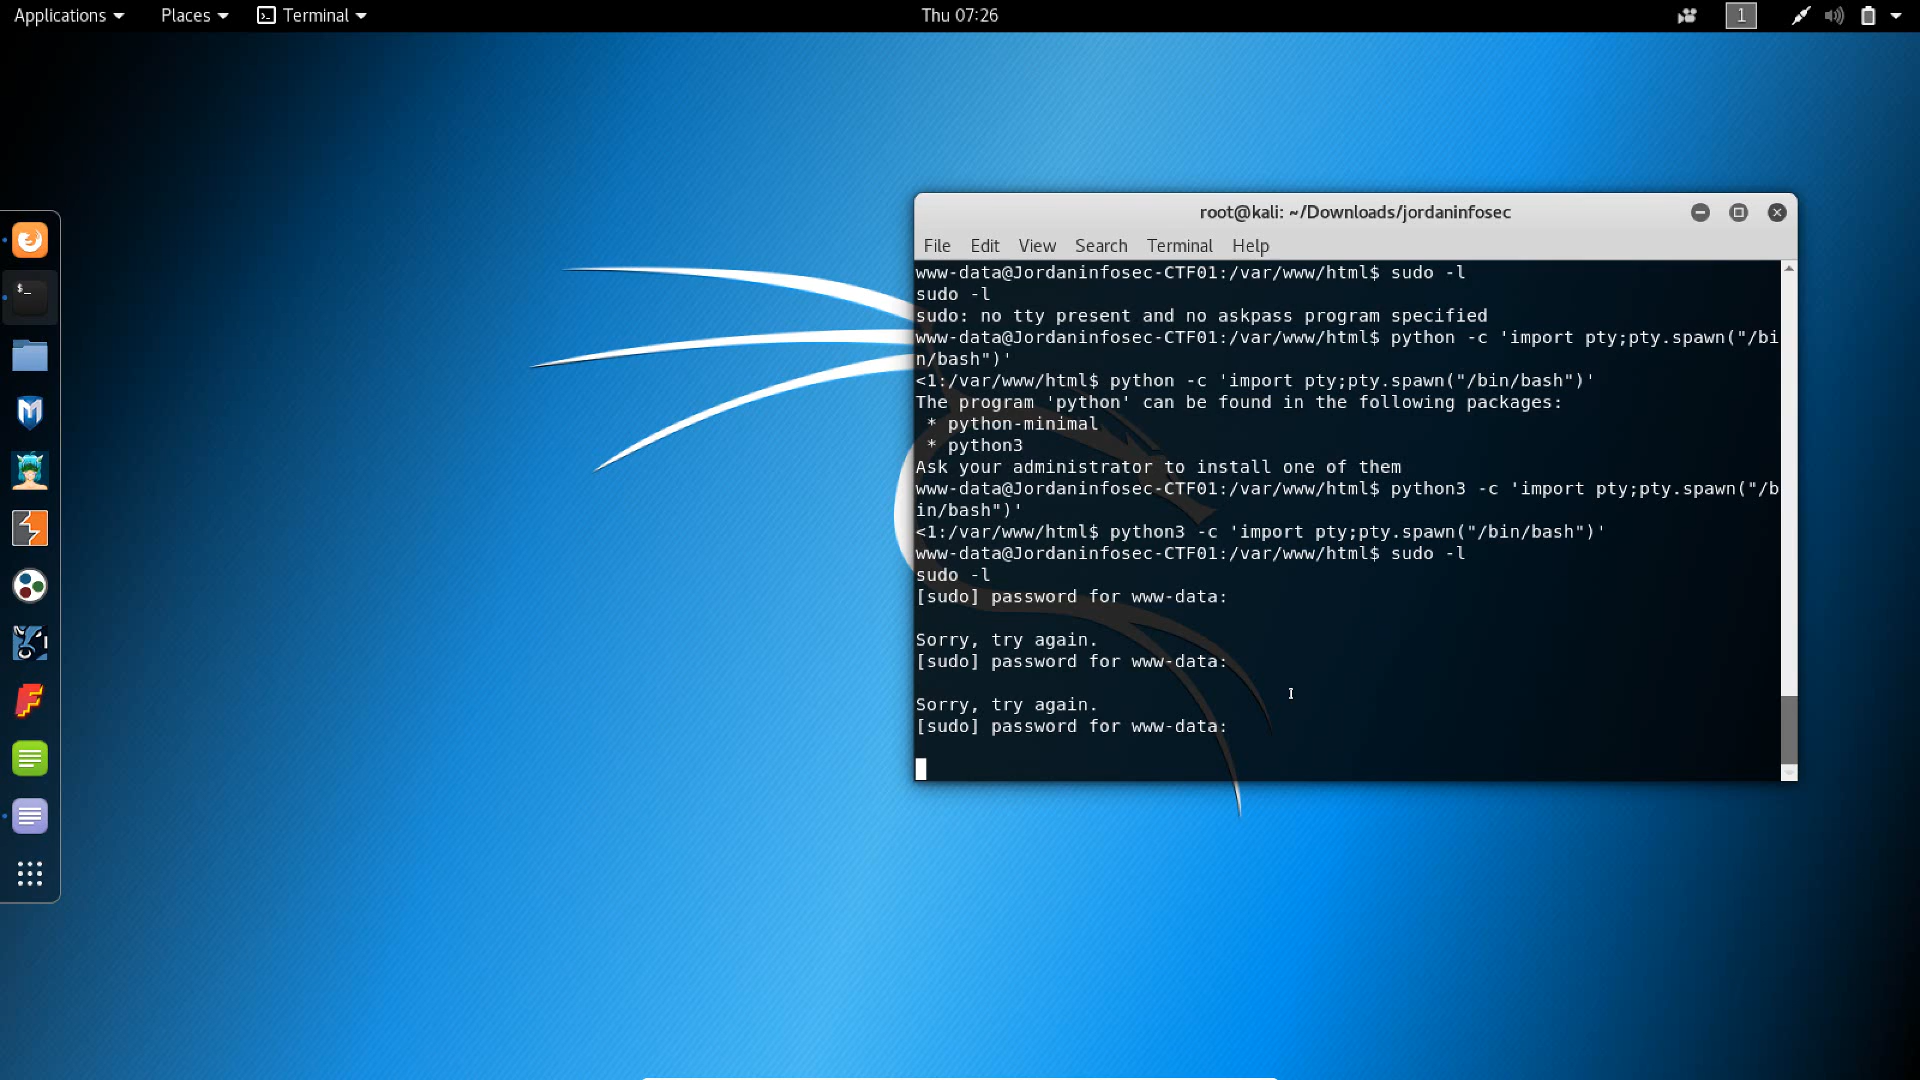 Applications Places Terminal Thu 07:26 1
root@kali: ~/Downloads/jordaninfosec
File Edit View Search Terminal Help
www-data@Jordaninfosec-CTF01:/var/www/html$ sudo -l
sudo -l
sudo: no tty present and no askpass program specified
www-data@Jordaninfosec-CTF01:/var/www/html$ python -c 'import pty;pty.spawn("/bi
n/bash")'
<1:/var/www/html$ python -c 'import pty;pty.spawn("/bin/bash")'
The program 'python' can be found in the following packages:
* python-minimal
* python3
Ask your administrator to install one of them
www-data@Jordaninfosec-CTF01:/var/www/html$ python3 -c 'import pty;pty.spawn("/b
in/bash")'
<1:/var/www/html$ python3 -c 'import pty;pty.spawn("/bin/bash")'
www-data@Jordaninfosec-CTF01:/var/www/html$ sudo -l
sudo -l
[sudo] password for www-data:
Sorry, try again.
[sudo] password for www-data:
Sorry, try again.
[sudo] password for www-data: